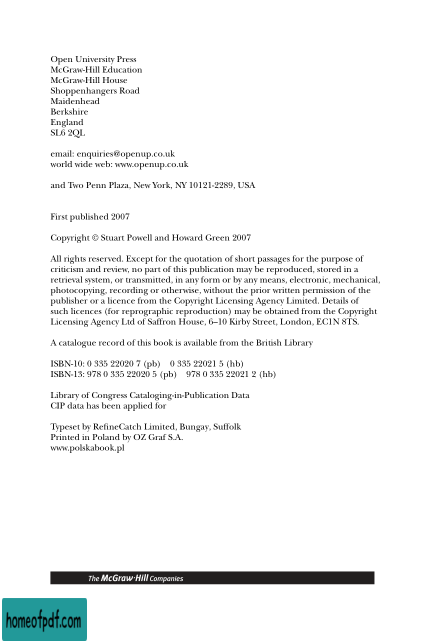 Open University Press
McGraw-Hill Education
McGraw-Hill House
Shoppenhangers Road
Maidenhead
Berkshire
England
SL6 2QL
email: enquiries@openup.co.uk
world wide web: www.openup.co.uk
and Two Penn Plaza, New York, NY 10121-2289, USA
First published 2007
Copyright © Stuart Powell and Howard Green 2007
All rights reserved. Except for the quotation of short passages for the purpose of
criticism and review, no part of this publication may be reproduced, stored in a
retrieval system, or transmitted, in any form or by any means, electronic, mechanical,
photocopying, recording or otherwise, without the prior written permission of the
publisher or a licence from the Copyright Licensing Agency Limited. Details of
such licences (for reprographic reproduction) may be obtained from the Copyright
Licensing Agency Ltd of Saffron House, 6–10 Kirby Street, London, EC1N 8TS.
A catalogue record of this book is available from the British Library
ISBN-10: 0 335 22020 7 (pb) 0 335 22021 5 (hb)
ISBN-13: 978 0 335 22020 5 (pb) 978 0 335 22021 2 (hb)
Library of Congress Cataloging-in-Publication Data
CIP data has been applied for
Typeset by RefineCatch Limited, Bungay, Suffolk
Printed in Poland by OZ Graf S.A.
www.polskabook.pl
The McGraw·Hill Companies
homeofpdf.com